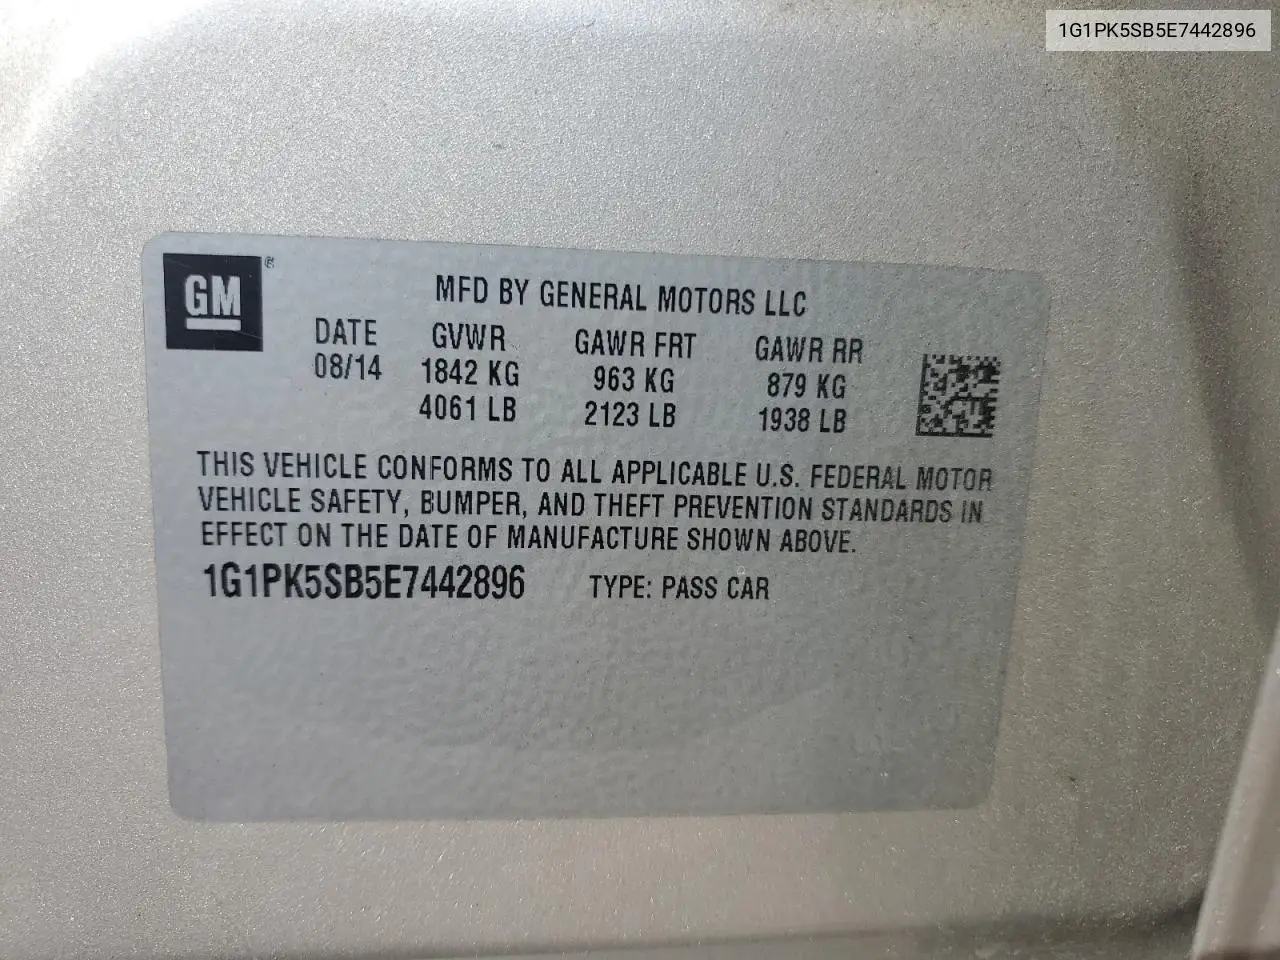 1G1PK5SB5E7442896
GM®
MFD BY GENERAL MOTORS LLC
DATE GVWR GAWR FRT GAWR RR
08/14 1842 KG 963 KG 879 KG
4061 LB 2123 LB 1938 LB
THIS VEHICLE CONFORMS TO ALL APPLICABLE U.S. FEDERAL MOTOR
VEHICLE SAFETY, BUMPER, AND THEFT PREVENTION STANDARDS IN
EFFECT ON THE DATE OF MANUFACTURE SHOWN ABOVE.
1G1PK5SB5E7442896 TYPE: PASS CAR